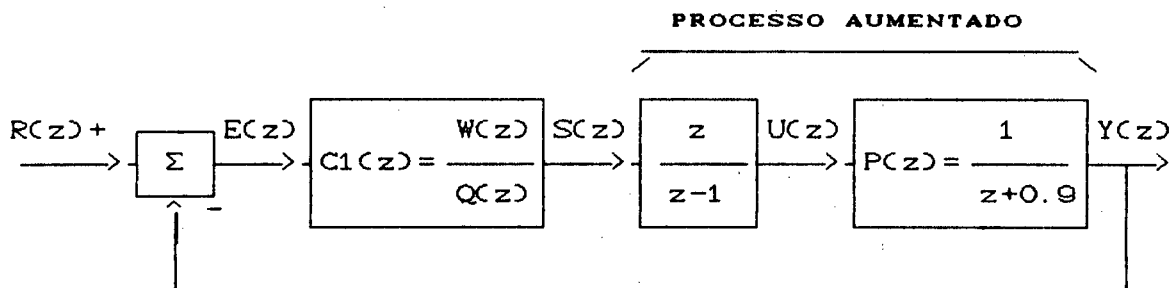 PROCESSO AUMENTADO
R(z) +
Σ
-
E(z)
C1(z)= W(z) / Q(z)
S(z)
z / z-1
U(z)
P(z)= 1 / z+0.9
Y(z)